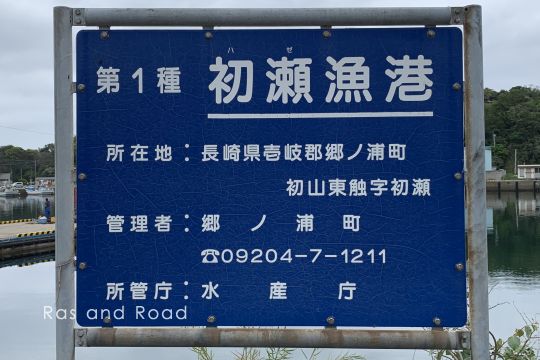 ハゼ
第1種 初瀬漁港
所在地：長崎県壱岐郡郷ノ浦町
初山東触字初瀬
管理者：郷ノ浦町
☎09204-7-1211
所管庁：水産庁
Ras and Road